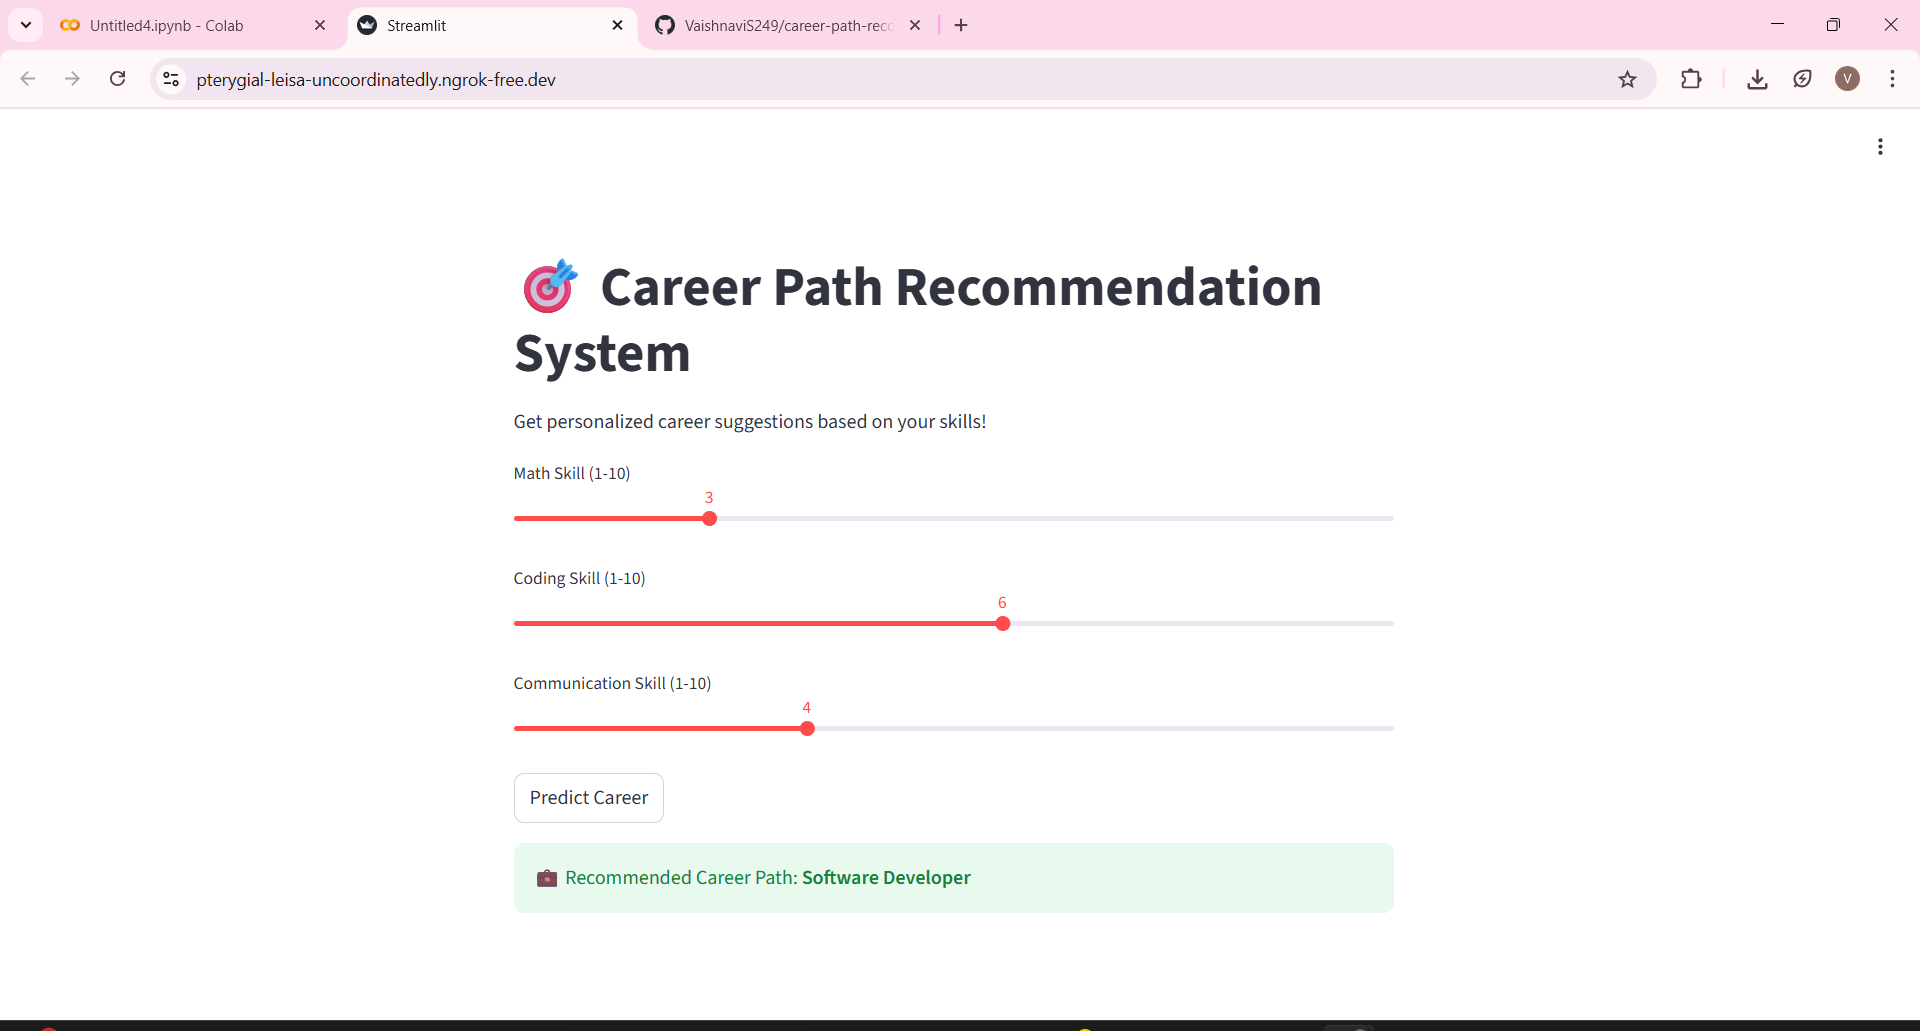 Untitled4.ipynb - Colab
Streamlit
VaishnaviS249/career-path-reco
pterygial-leisa-uncoordinatedly.ngrok-free.dev
V
Career Path Recommendation
System
Get personalized career suggestions based on your skills!
Math Skill (1-10)
3
Coding Skill (1-10)
6
Communication Skill (1-10)
4
Predict Career
Recommended Career Path: Software Developer